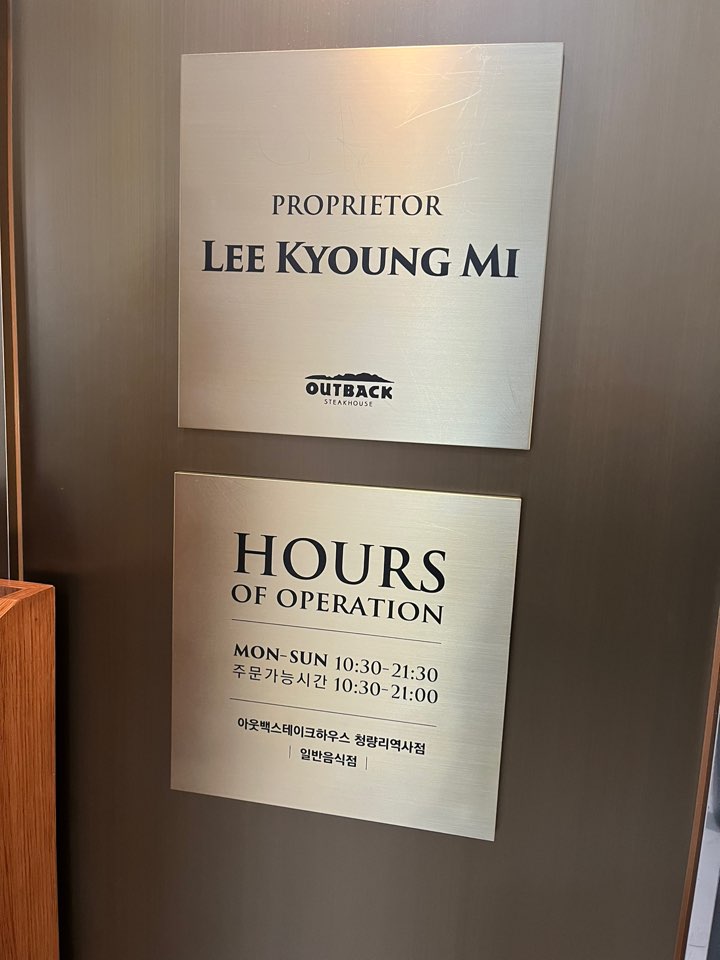 PROPRIETOR
LEE KYOUNG MI
OUTBACK
STEAKHOUSE
HOURS
OF OPERATION
MON-SUN 10:30-21:30
주문가능시간 10:30-21:00
아웃백스테이크하우스 청량리역사점
| 일반음식점 |